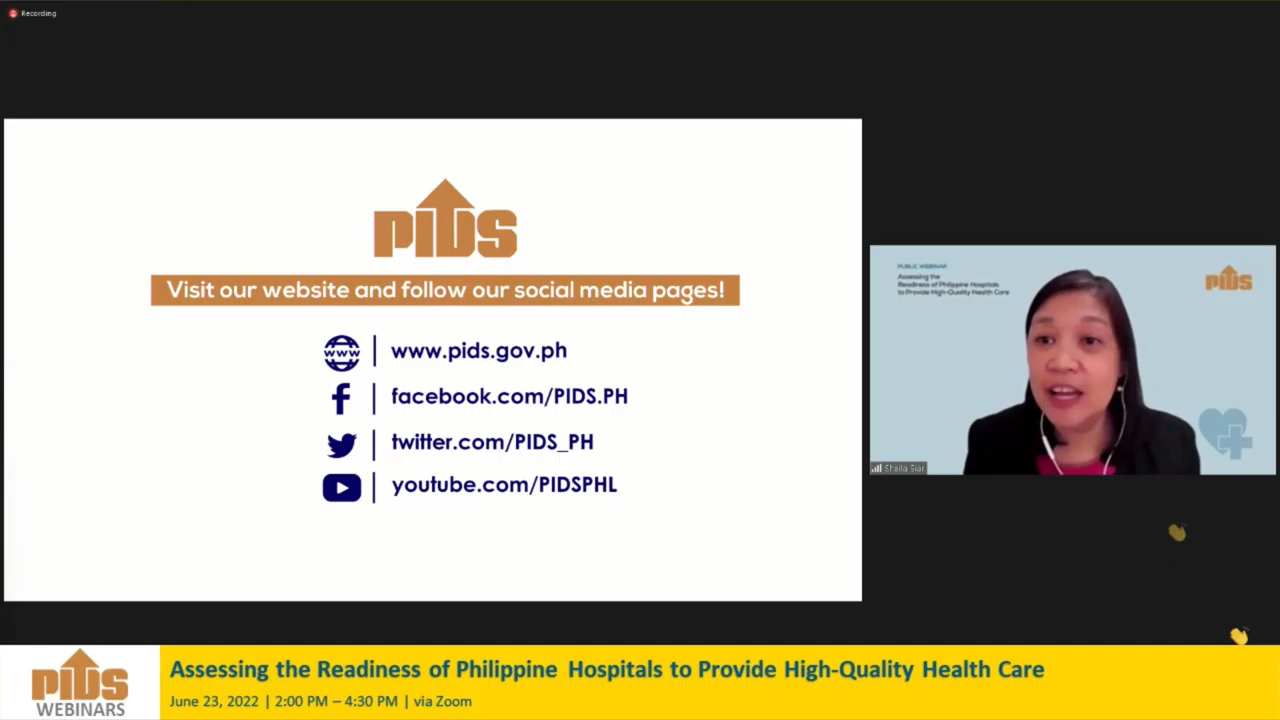 Recording
PIDS
Visit our website and follow our social media pages!
www
www.pids.gov.ph
facebook.com/PIDS.PH
twitter.com/PIDS_PH
youtube.com/PIDSPHL
PUBLIC WEBINAR
Assessing the
Readiness of Philippine Hospitals
to Provide High-Quality Health Care
PIDS
Sheila Siar
PIDS
WEBINARS
Assessing the Readiness of Philippine Hospitals to Provide High-Quality Health Care
June 23, 2022 | 2:00 PM – 4:30 PM | via Zoom